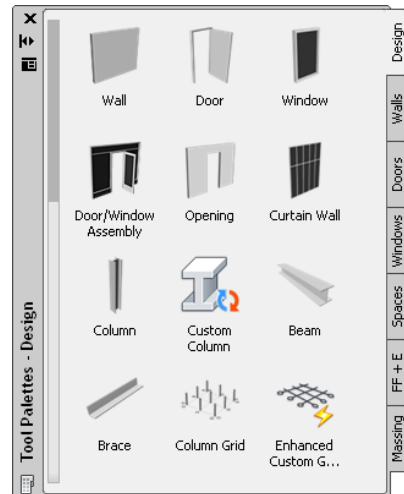 Wall Door Window
Door/Window
Assembly Opening Curtain Wall
Column Custom
Column Beam
Brace Column Grid Enhanced
Custom G...
Tool Palettes - Design
Design
Walls
Doors
Windows
Spaces
FF + E
Massing